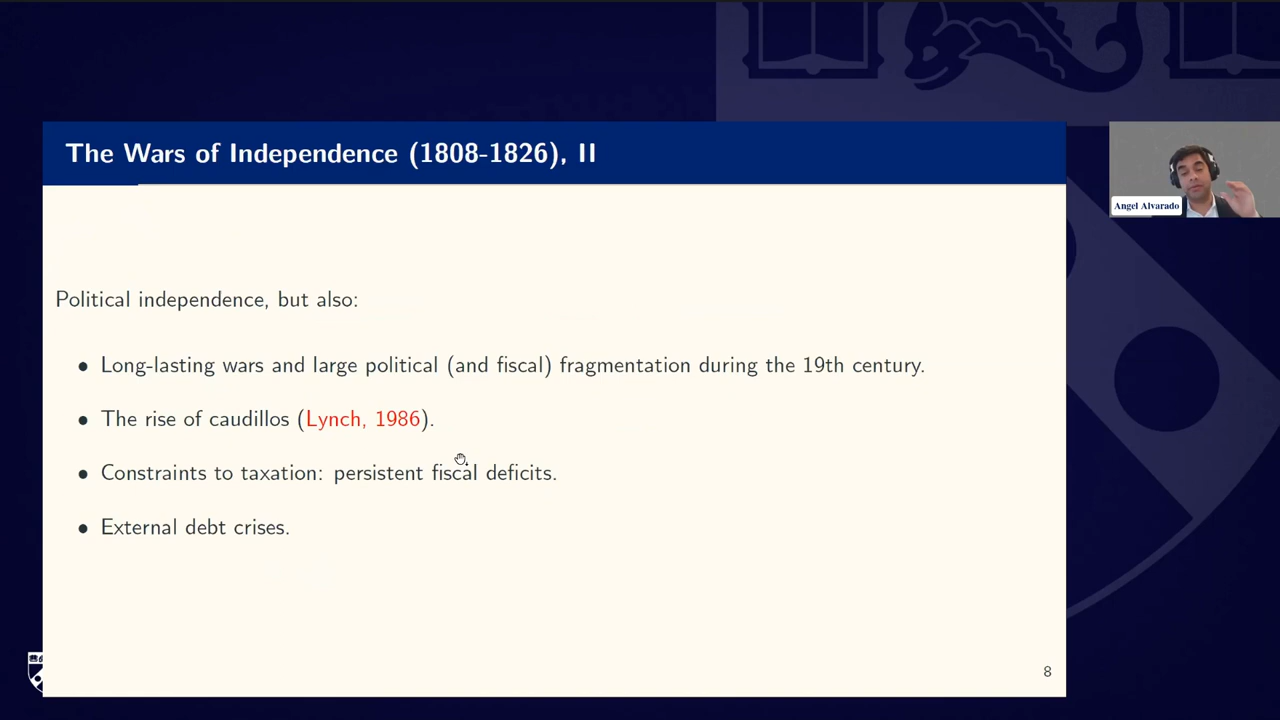 The Wars of Independence (1808-1826), II
Angel Alvarado
Political independence, but also:
• Long-lasting wars and large political (and fiscal) fragmentation during the 19th century.
• The rise of caudillos (Lynch, 1986).
• Constraints to taxation: persistent fiscal deficits.
• External debt crises.
8